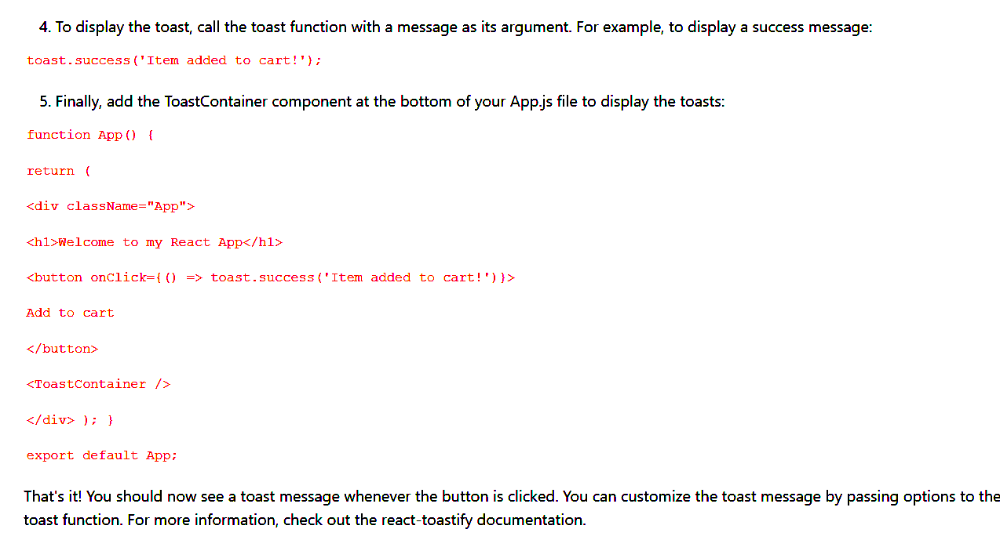 4. To display the toast, call the toast function with a message as its argument. For example, to display a success message:
toast.success('Item added to cart!');
5. Finally, add the ToastContainer component at the bottom of your App.js file to display the toasts:
function App() {
return (
<div className="App">
<h1>Welcome to my React App</h1>
<button onClick={() => toast.success('Item added to cart!')}>
Add to cart
</button>
<ToastContainer />
</div> ); }
export default App;
That's it! You should now see a toast message whenever the button is clicked. You can customize the toast message by passing options to the
toast function. For more information, check out the react-toastify documentation.